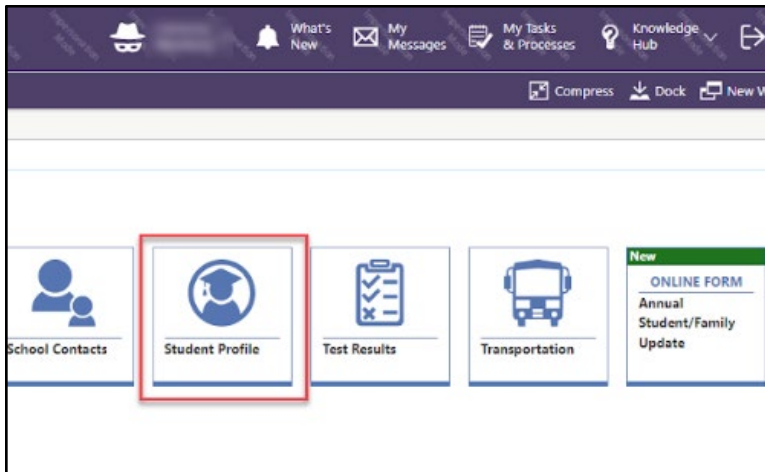 What's
New
My
Messages
My Tasks
& Processes
Knowledge
Hub
Compress
Dock
New
School Contacts
Student Profile
Test Results
Transportation
New
ONLINE FORM
Annual
Student/Family
Update